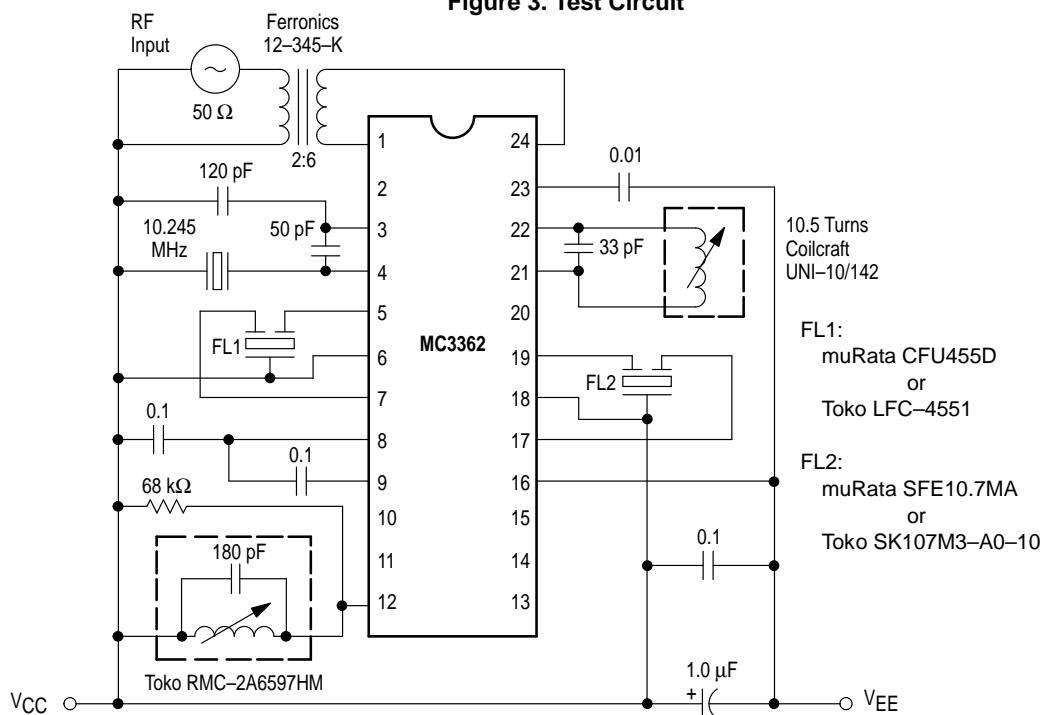 Figure 3. Test Circuit
RF
Input
Ferronics
12–345–K
50 Ω
2:6
1
24
2
23
3
22
4
21
5
20
6
19
7
18
8
17
9
16
10
15
11
14
12
13
MC3362
120 pF
50 pF
10.245
MHz
FL1
0.1
0.1
68 kΩ
180 pF
Toko RMC–2A6597HM
0.01
33 pF
10.5 Turns
Coilcraft
UNI–10/142
FL2
0.1
1.0 µF
+
VCC
VEE
FL1:
muRata CFU455D
or
Toko LFC–4551
FL2:
muRata SFE10.7MA
or
Toko SK107M3–A0–10